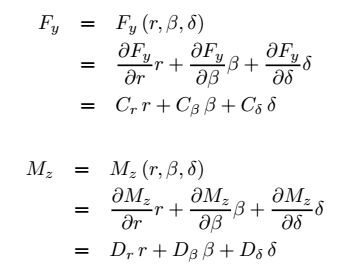 F_y = F_y (r, β, δ)
= ∂F_y/∂r r + ∂F_y/∂β β + ∂F_y/∂δ δ
= C_r r + C_β β + C_δ δ
M_z = M_z (r, β, δ)
= ∂M_z/∂r r + ∂M_z/∂β β + ∂M_z/∂δ δ
= D_r r + D_β β + D_δ δ